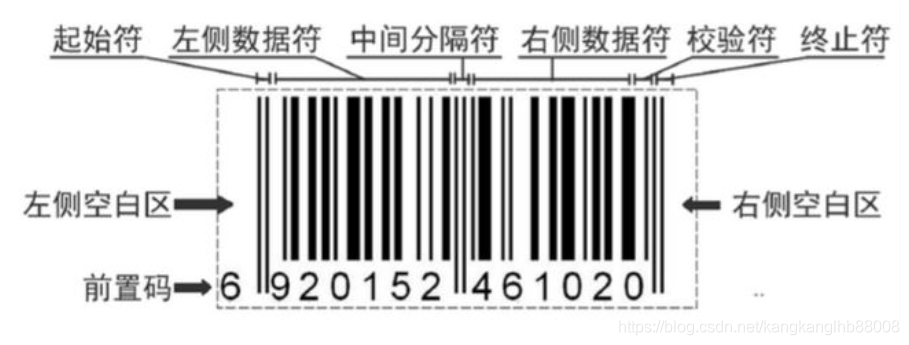 起始符 左侧数据符 中间分隔符 右侧数据符 校验符 终止符
左侧空白区 右侧空白区
前置码 6 920152 461020
https://blog.csdn.net/kangkanglhb88008